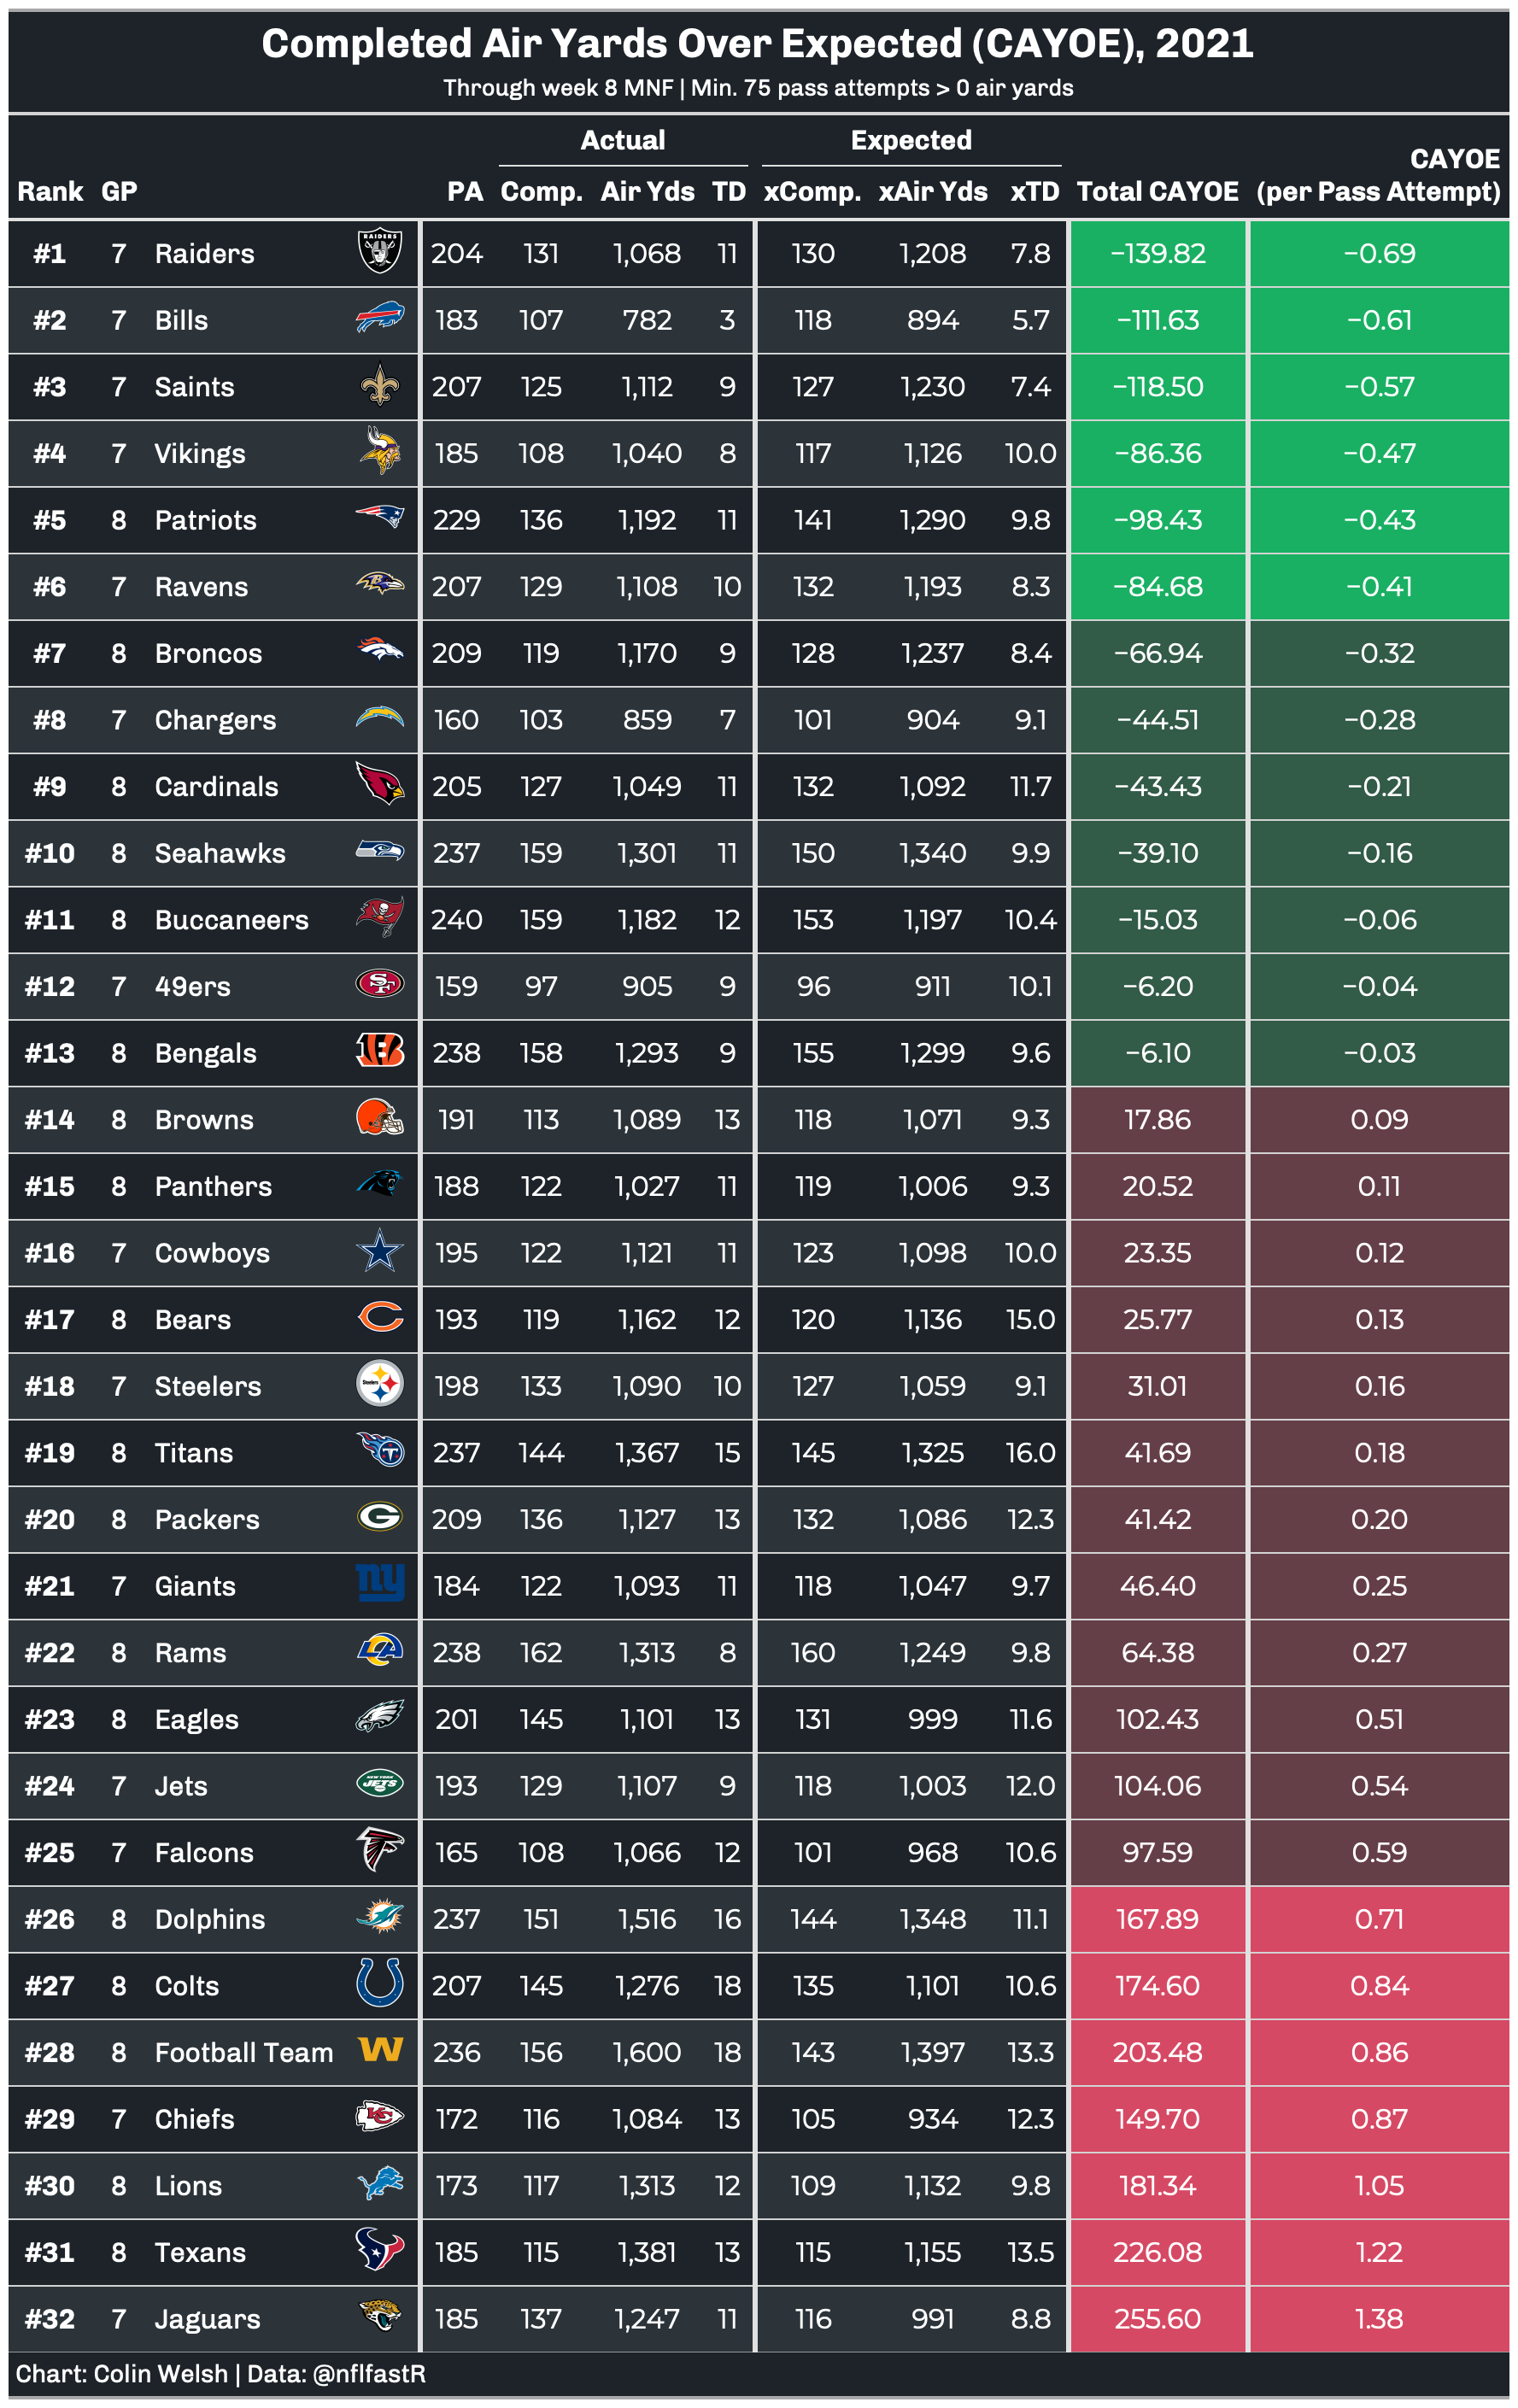 Completed Air Yards Over Expected (CAYOE), 2021
Through week 8 MNF | Min. 75 pass attempts > 0 air yards
Actual Expected
CAYOE
Rank GP PA Comp. Air Yds TD xComp. xAir Yds xTD Total CAYOE (per Pass Attempt)
#1 7 Raiders RAIDERS 204 131 1,068 11 130 1,208 7.8 −139.82 −0.69
#2 7 Bills 183 107 782 3 118 894 5.7 −111.63 −0.61
#3 7 Saints 207 125 1,112 9 127 1,230 7.4 −118.50 −0.57
#4 7 Vikings 185 108 1,040 8 117 1,126 10.0 −86.36 −0.47
#5 8 Patriots 229 136 1,192 11 141 1,290 9.8 −98.43 −0.43
#6 7 Ravens B 207 129 1,108 10 132 1,193 8.3 −84.68 −0.41
#7 8 Broncos 209 119 1,170 9 128 1,237 8.4 −66.94 −0.32
#8 7 Chargers 160 103 859 7 101 904 9.1 −44.51 −0.28
#9 8 Cardinals 205 127 1,049 11 132 1,092 11.7 −43.43 −0.21
#10 8 Seahawks 237 159 1,301 11 150 1,340 9.9 −39.10 −0.16
#11 8 Buccaneers 240 159 1,182 12 153 1,197 10.4 −15.03 −0.06
#12 7 49ers SF 159 97 905 9 96 911 10.1 −6.20 −0.04
#13 8 Bengals B 238 158 1,293 9 155 1,299 9.6 −6.10 −0.03
#14 8 Browns 191 113 1,089 13 118 1,071 9.3 17.86 0.09
#15 8 Panthers 188 122 1,027 11 119 1,006 9.3 20.52 0.11
#16 7 Cowboys 195 122 1,121 11 123 1,098 10.0 23.35 0.12
#17 8 Bears C 193 119 1,162 12 120 1,136 15.0 25.77 0.13
#18 7 Steelers Steelers 198 133 1,090 10 127 1,059 9.1 31.01 0.16
#19 8 Titans T 237 144 1,367 15 145 1,325 16.0 41.69 0.18
#20 8 Packers G 209 136 1,127 13 132 1,086 12.3 41.42 0.20
#21 7 Giants ny 184 122 1,093 11 118 1,047 9.7 46.40 0.25
#22 8 Rams LA 238 162 1,313 8 160 1,249 9.8 64.38 0.27
#23 8 Eagles 201 145 1,101 13 131 999 11.6 102.43 0.51
#24 7 Jets NEW YORK JETS 193 129 1,107 9 118 1,003 12.0 104.06 0.54
#25 7 Falcons 165 108 1,066 12 101 968 10.6 97.59 0.59
#26 8 Dolphins 237 151 1,516 16 144 1,348 11.1 167.89 0.71
#27 8 Colts 207 145 1,276 18 135 1,101 10.6 174.60 0.84
#28 8 Football Team W 236 156 1,600 18 143 1,397 13.3 203.48 0.86
#29 7 Chiefs KC 172 116 1,084 13 105 934 12.3 149.70 0.87
#30 8 Lions 173 117 1,313 12 109 1,132 9.8 181.34 1.05
#31 8 Texans 185 115 1,381 13 115 1,155 13.5 226.08 1.22
#32 7 Jaguars 185 137 1,247 11 116 991 8.8 255.60 1.38
Chart: Colin Welsh | Data: @nflfastR